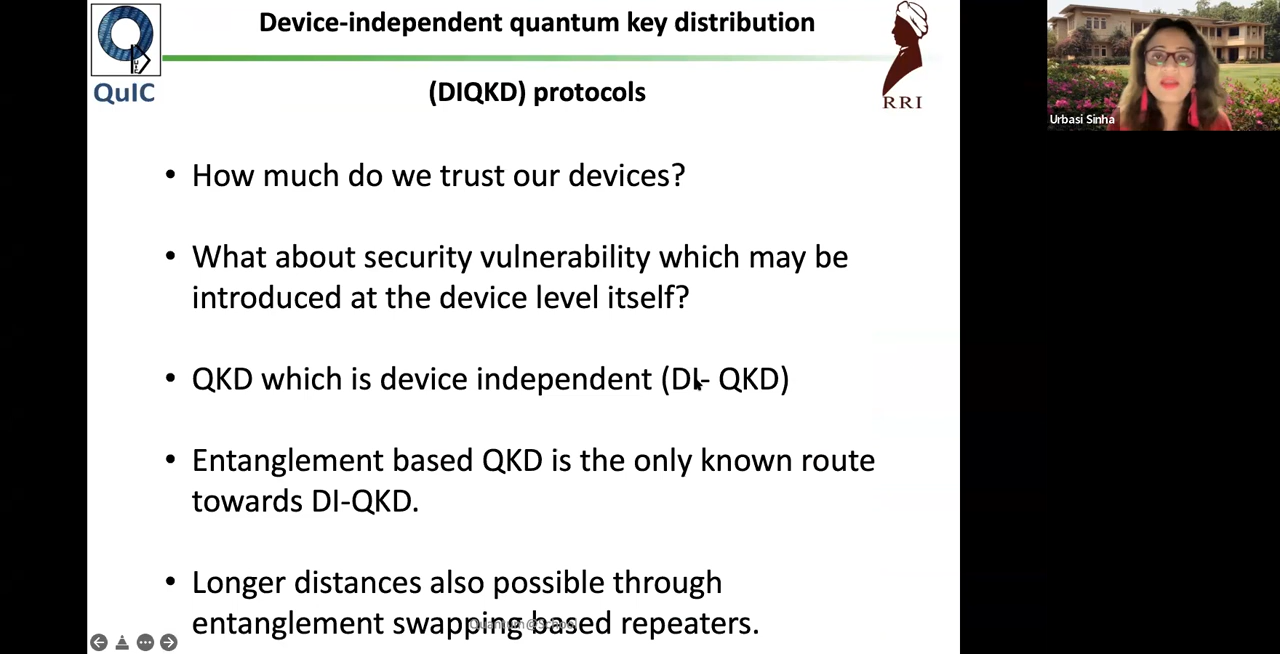 Device-independent quantum key distribution
QuIC
(DIQKD) protocols
RRI
Urbasi Sinha
• How much do we trust our devices?
• What about security vulnerability which may be
introduced at the device level itself?
• QKD which is device independent (DI- QKD)
• Entanglement based QKD is the only known route
towards DI-QKD.
• Longer distances also possible through
entanglement swapping based repeaters.
Quantum@School